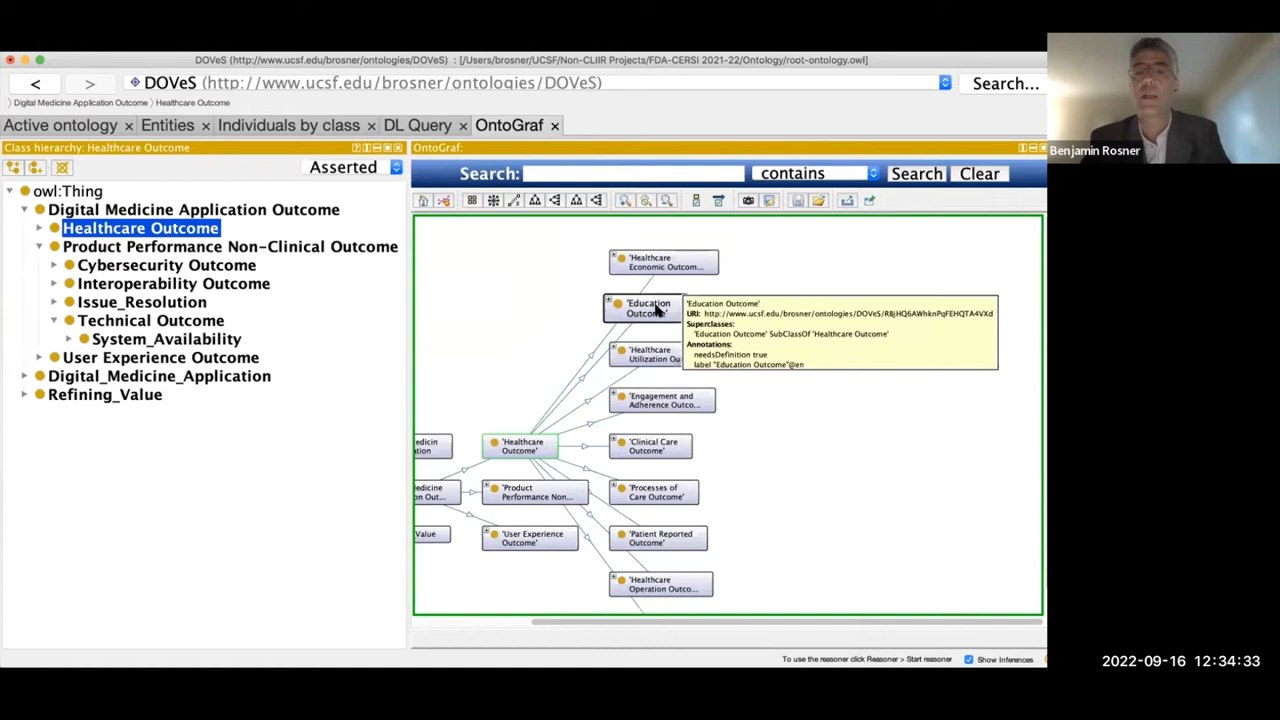 DOVeS (http://www.ucsf.edu/brosner/ontologies/DOVeS) : [/Users/brosner/UCSF/Non-CLIIR Projects/FDA-CERSI 2021-22/Ontology/root-ontology.owl]
< > DOVeS (http://www.ucsf.edu/brosner/ontologies/DOVeS) Search...
Digital Medicine Application Outcome > Healthcare Outcome
Active ontology × Entities × Individuals by class × DL Query × OntoGraf ×
Class hierarchy: Healthcare Outcome
Asserted
owl:Thing
Digital Medicine Application Outcome
Healthcare Outcome
Product Performance Non-Clinical Outcome
Cybersecurity Outcome
Interoperability Outcome
Issue_Resolution
Technical Outcome
System_Availability
User Experience Outcome
Digital_Medicine_Application
Refining_Value
OntoGraf:
Search: contains Search Clear
'Healthcare
Economic Outcom...
'Education
Outcome'
'Education Outcome'
URI: http://www.ucsf.edu/brosner/ontologies/DOVeS/R8jHQ6AWhknPqFEHQTA4VXd
Superclasses:
'Education Outcome' SubClassOf 'Healthcare Outcome'
Annotations:
needsDefinition true
label "Education Outcome"@en
'Healthcare
Utilization Ou
'Engagement and
Adherence Outco...
edicin
ation
'Healthcare
Outcome'
'Clinical Care
Outcome'
edicine
on Out...
'Product
Performance Non...
'Processes of
Care Outcome'
Value
'User Experience
Outcome'
'Patient Reported
Outcome'
'Healthcare
Operation Outco...
To use the reasoner click Reasoner > Start reasoner Show Inferences
Benjamin Rosner
2022-09-16 12:34:33